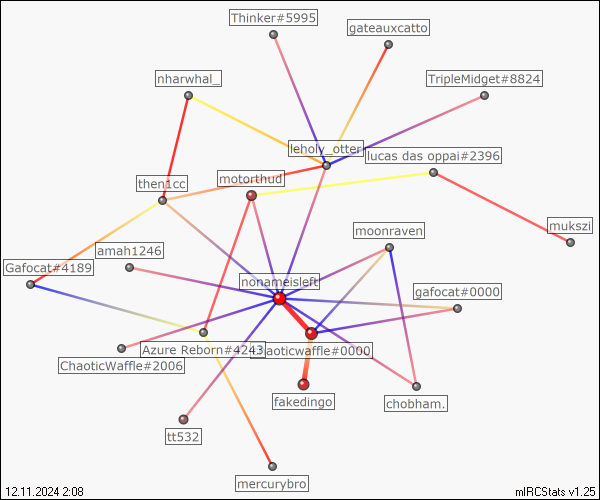 Thinker#5995
gateauxcatto
nharwhal_
TripleMidget#8824
leholy_otter
lucas das oppai#2396
motorthud
then1cc
mukszi
moonraven
amah1246
Gafocat#4189
nonameisleft
gafocat#0000
Azure Reborn#4243
haoticwaffle#0000
ChaoticWaffle#2006
fakedingo
chobham.
tt532
mercurybro
12.11.2024 2:08
mIRCStats v1.25